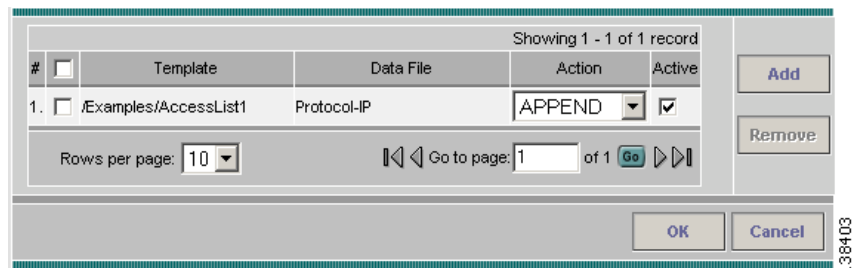 Showing 1 - 1 of 1 record
# Template Data File Action Active
1. /Examples/AccessList1 Protocol-IP APPEND
Add
Remove
Rows per page: 10 Go to page: 1 of 1 Go
OK Cancel
38403